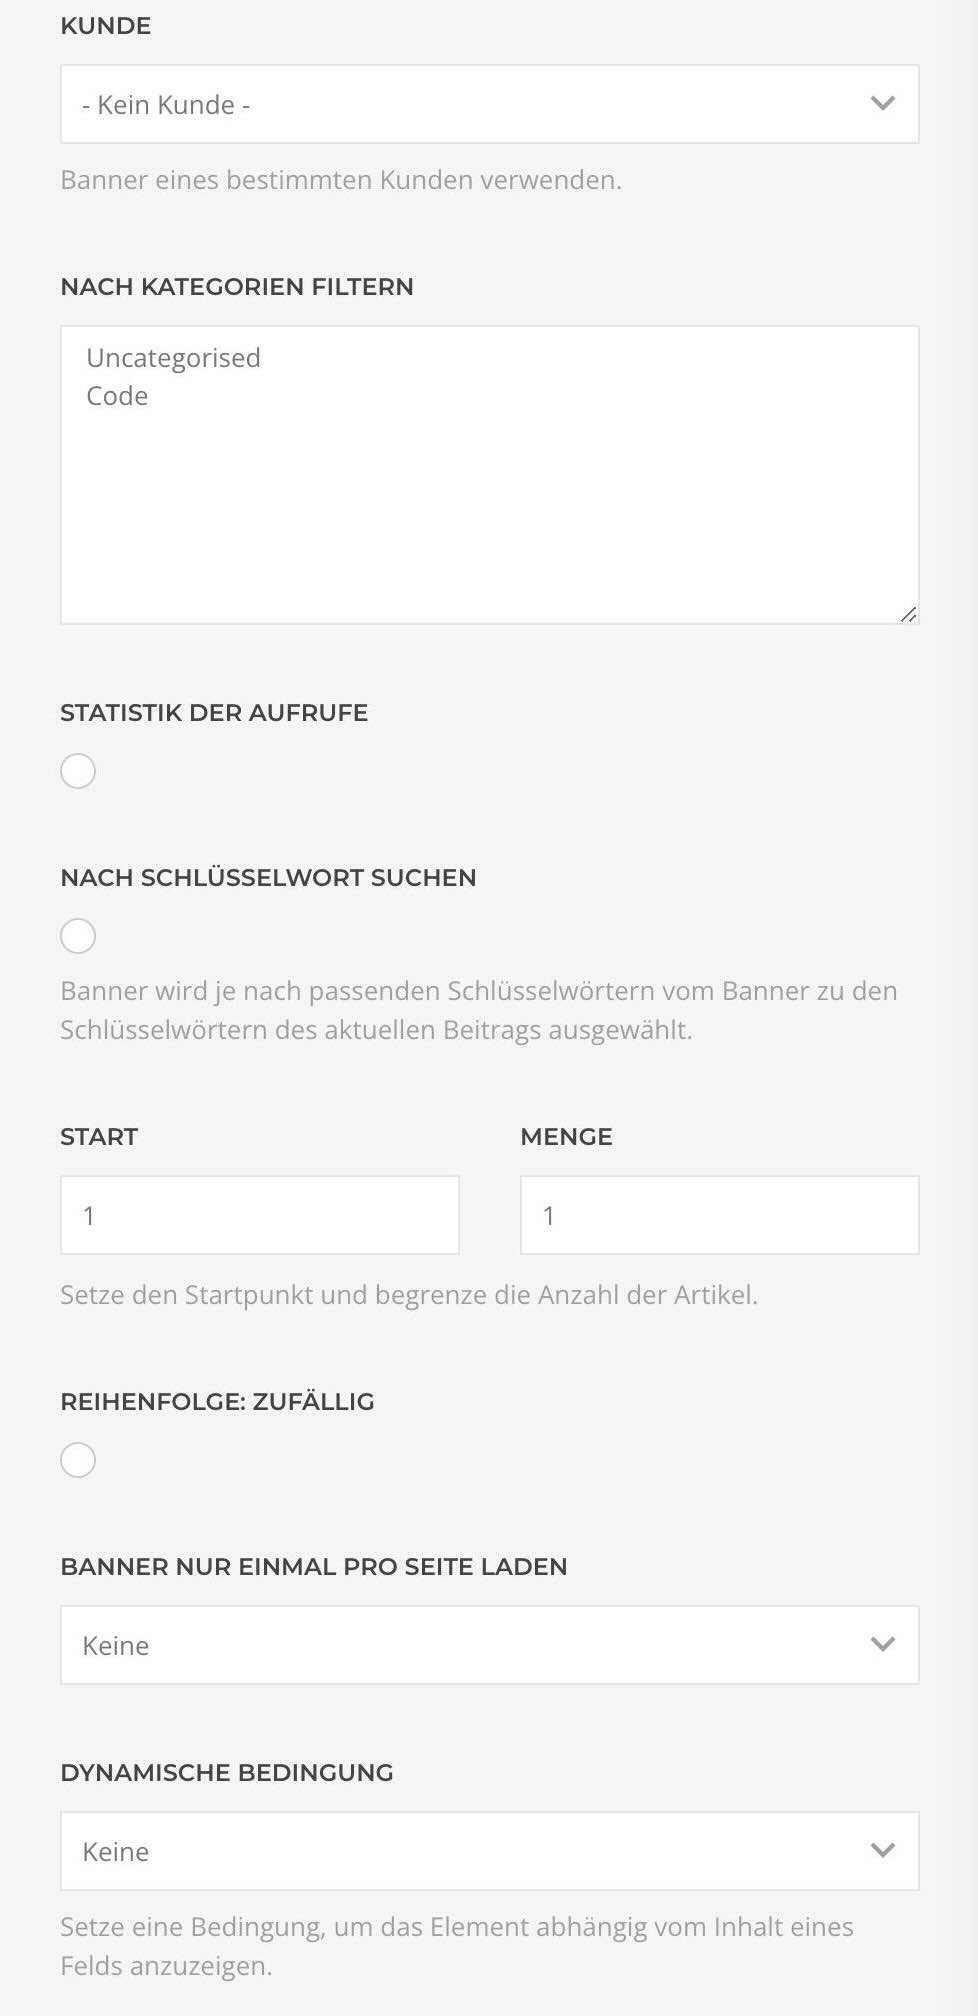 KUNDE
- Kein Kunde -
Banner eines bestimmten Kunden verwenden.
NACH KATEGORIEN FILTERN
Uncategorised
Code
STATISTIK DER AUFRUFE
NACH SCHLÜSSELWORT SUCHEN
Banner wird je nach passenden Schlüsselwörtern vom Banner zu den
Schlüsselwörtern des aktuellen Beitrags ausgewählt.
START
MENGE
1
1
Setze den Startpunkt und begrenze die Anzahl der Artikel.
REIHENFOLGE: ZUFÄLLIG
BANNER NUR EINMAL PRO SEITE LADEN
Keine
DYNAMISCHE BEDINGUNG
Keine
Setze eine Bedingung, um das Element abhängig vom Inhalt eines
Felds anzuzeigen.